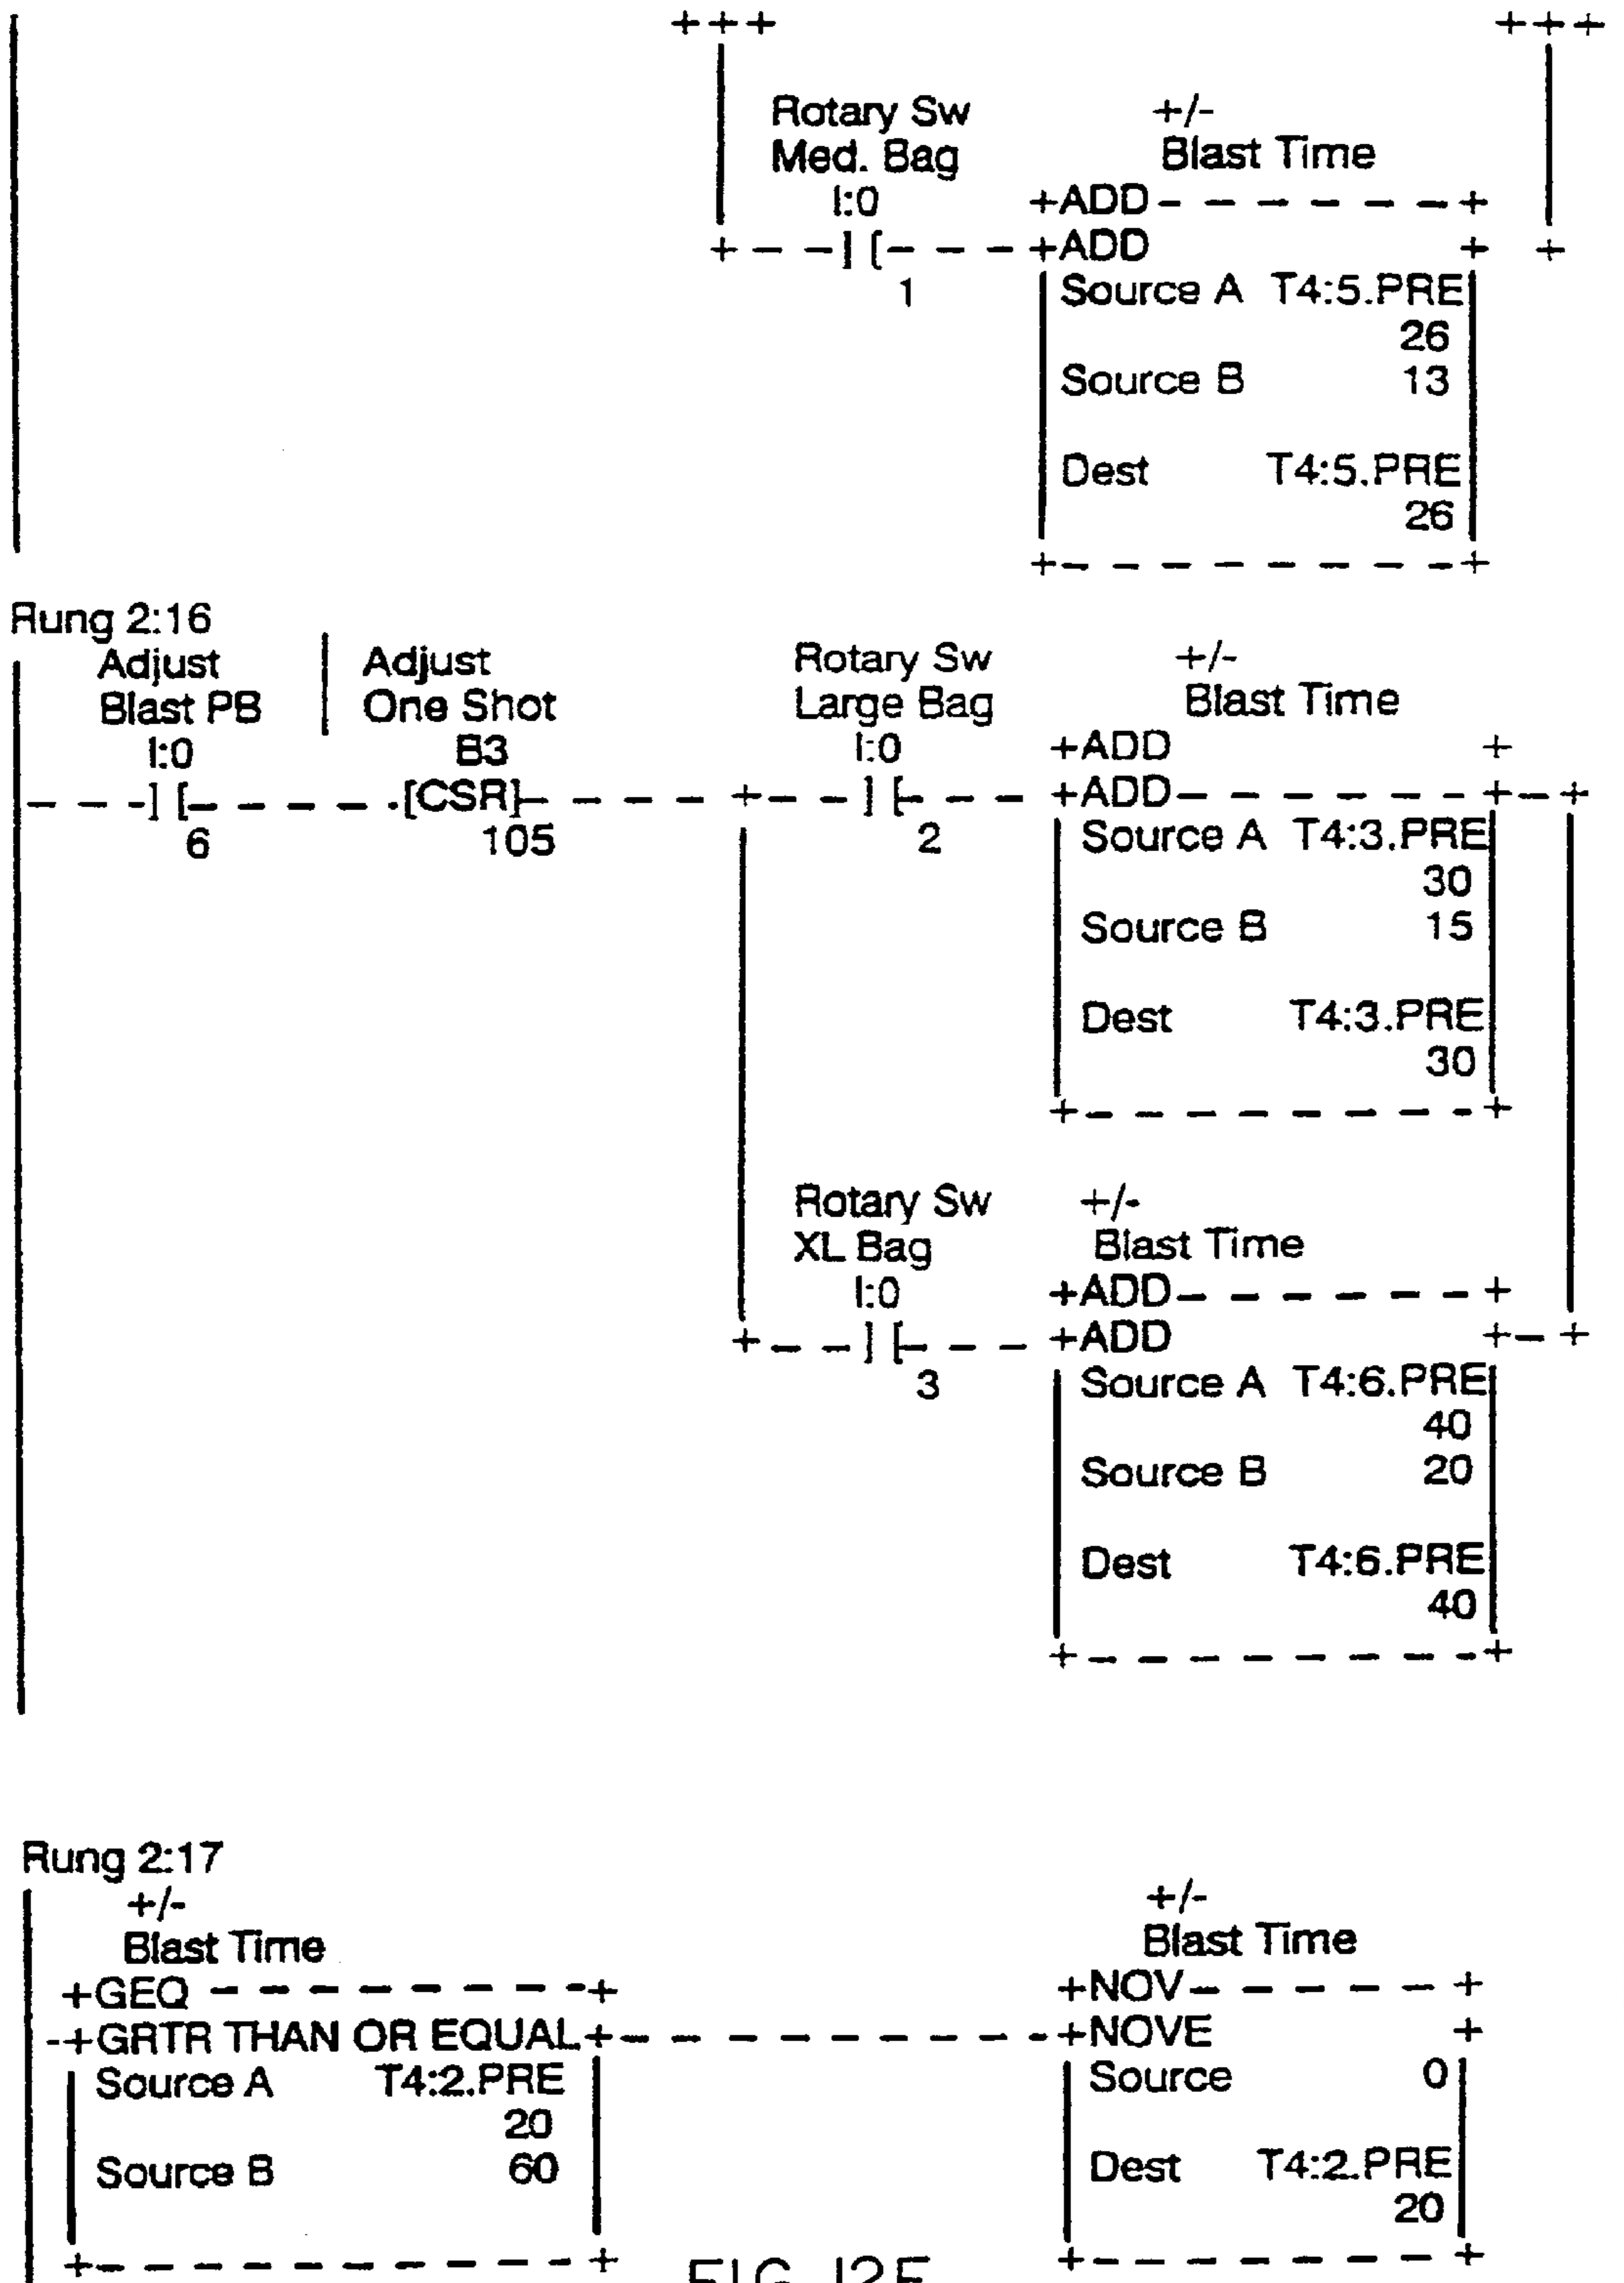 +++ +++
Rotary Sw +/-
Med. Bag Blast Time
I:0 +ADD- - - - - - -+
+ - - -] [- - - -+ADD + +
1 Source A T4:5.PRE
26
Source B 13
Dest T4:5.PRE
26
+- - - - - - - - -+
Rung 2:16
Adjust | Adjust Rotary Sw +/-
Blast PB | One Shot Large Bag Blast Time
I:0 B3 I:0 +ADD +
- - -] [- - - - -.[CSR]- - - - -+- - -] [- - - +ADD- - - - - - -+-+
6 105 2 Source A T4:3.PRE
30
Source B 15
Dest T4:3.PRE
30
+- - - - - - - - -+
Rotary Sw +/-
XL Bag Blast Time
I:0 +ADD- - - - - - -+
+ - - -] [- - - +ADD +-+
3 Source A T4:6.PRE
40
Source B 20
Dest T4:6.PRE
40
+- - - - - - - - -+
Rung 2:17
+/- +/-
Blast Time Blast Time
+GEQ - - - - - - - -+ +NOV- - - - - -+
-+GRTR THAN OR EQUAL+- - - - - - - - -+NOVE +
Source A T4:2.PRE Source 0
20
Source B 60 Dest T4:2.PRE
20
+- - - - - - - - - -+ +- - - - - - - -+